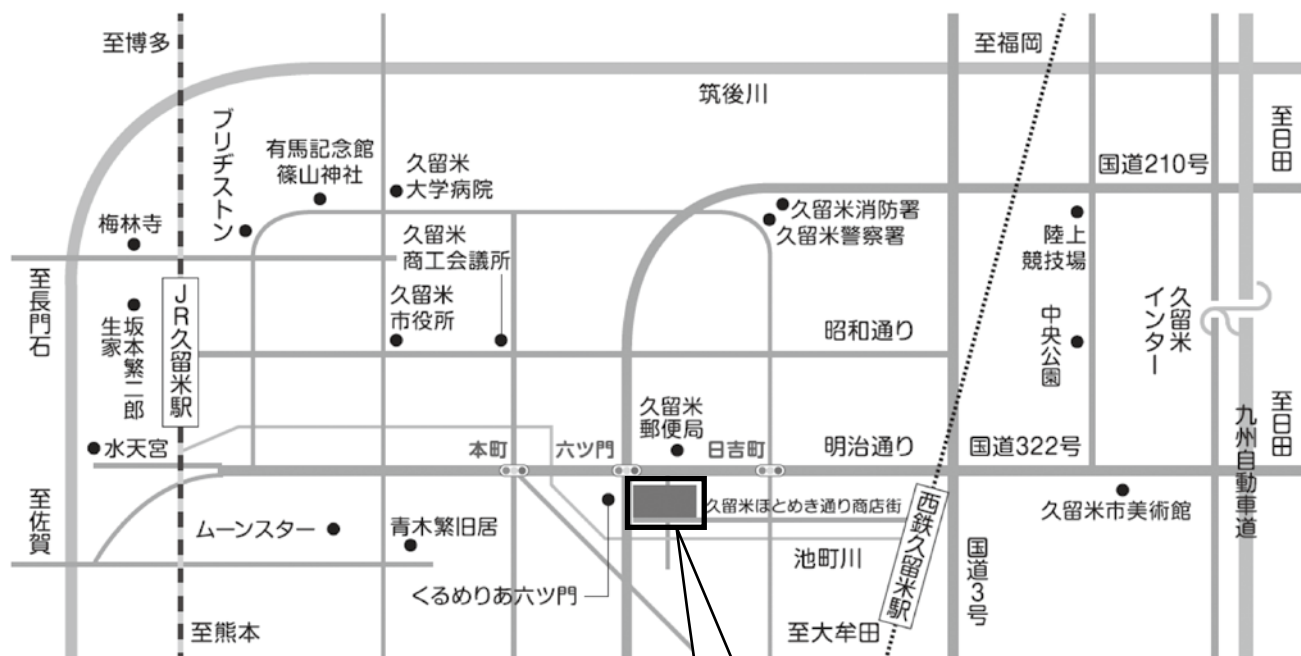 至博多
至福岡
筑後川
ブリヂストン
至日田
有馬記念館
篠山神社
久留米
大学病院
国道210号
梅林寺
久留米消防署
久留米警察署
久留米
商工会議所
陸上
競技場
至長門石
坂本繁二郎
生家
JR久留米駅
久留米
市役所
昭和通り
中央公園
久留米
インター
水天宮
本町
六ツ門
久留米
郵便局
日吉町
明治通り
国道322号
九州自動車道
至日田
至佐賀
ムーンスター
青木繁旧居
久留米ほとめき通り商店街
西鉄久留米駅
久留米市美術館
池町川
国道3号
くるめりあ六ツ門
至熊本
至大牟田